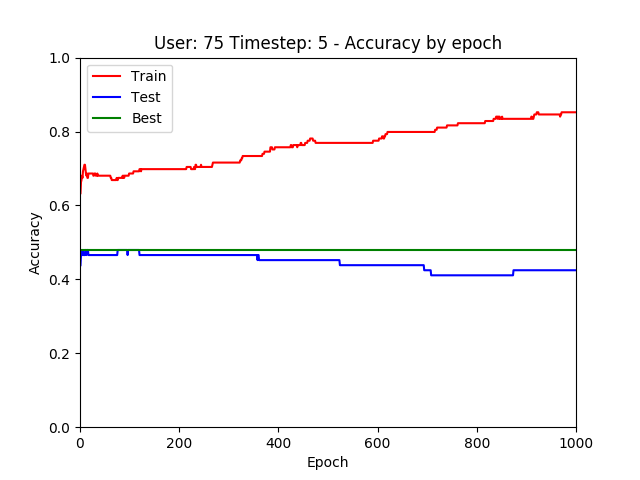 User: 75 Timestep: 5 - Accuracy by epoch
1.0
0.8
0.6
0.4
0.2
0.0
Accuracy
Train
Test
Best
0 200 400 600 800 1000
Epoch